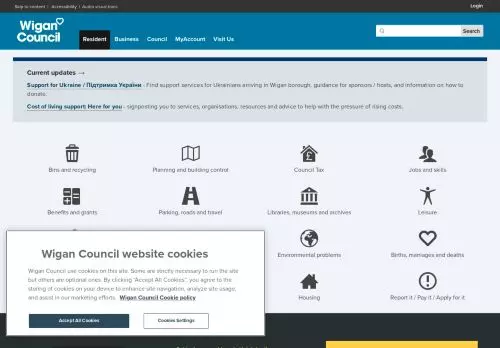 Skip to content | Accessibility | Audio visual tools
Login
Wigan
Council
Resident Business Council MyAccount Visit Us
Search
Current updates →
Support for Ukraine / Підтримка України - Find support services for Ukrainians arriving in Wigan borough, guidance for sponsors / hosts, and information on how to
donate.
Cost of living support| Here for you - signposting you to services, organisations, resources and advice to help with the pressure of rising costs.
Bins and recycling
Planning and building control
Council Tax
Jobs and skills
Benefits and grants
Parking, roads and travel
Libraries, museums and archives
Leisure
Environmental problems
Births, marriages and deaths
Housing
Report it / Pay it / Apply for it
Wigan Council website cookies
Wigan Council use cookies on this site. Some are strictly necessary to run the site
but others are optional ones. By clicking "Accept All Cookies", you agree to the
storing of cookies on your device to enhance site navigation, analyze site usage,
and assist in our marketing efforts. Wigan Council Cookie policy
Accept All Cookies
Cookies Settings